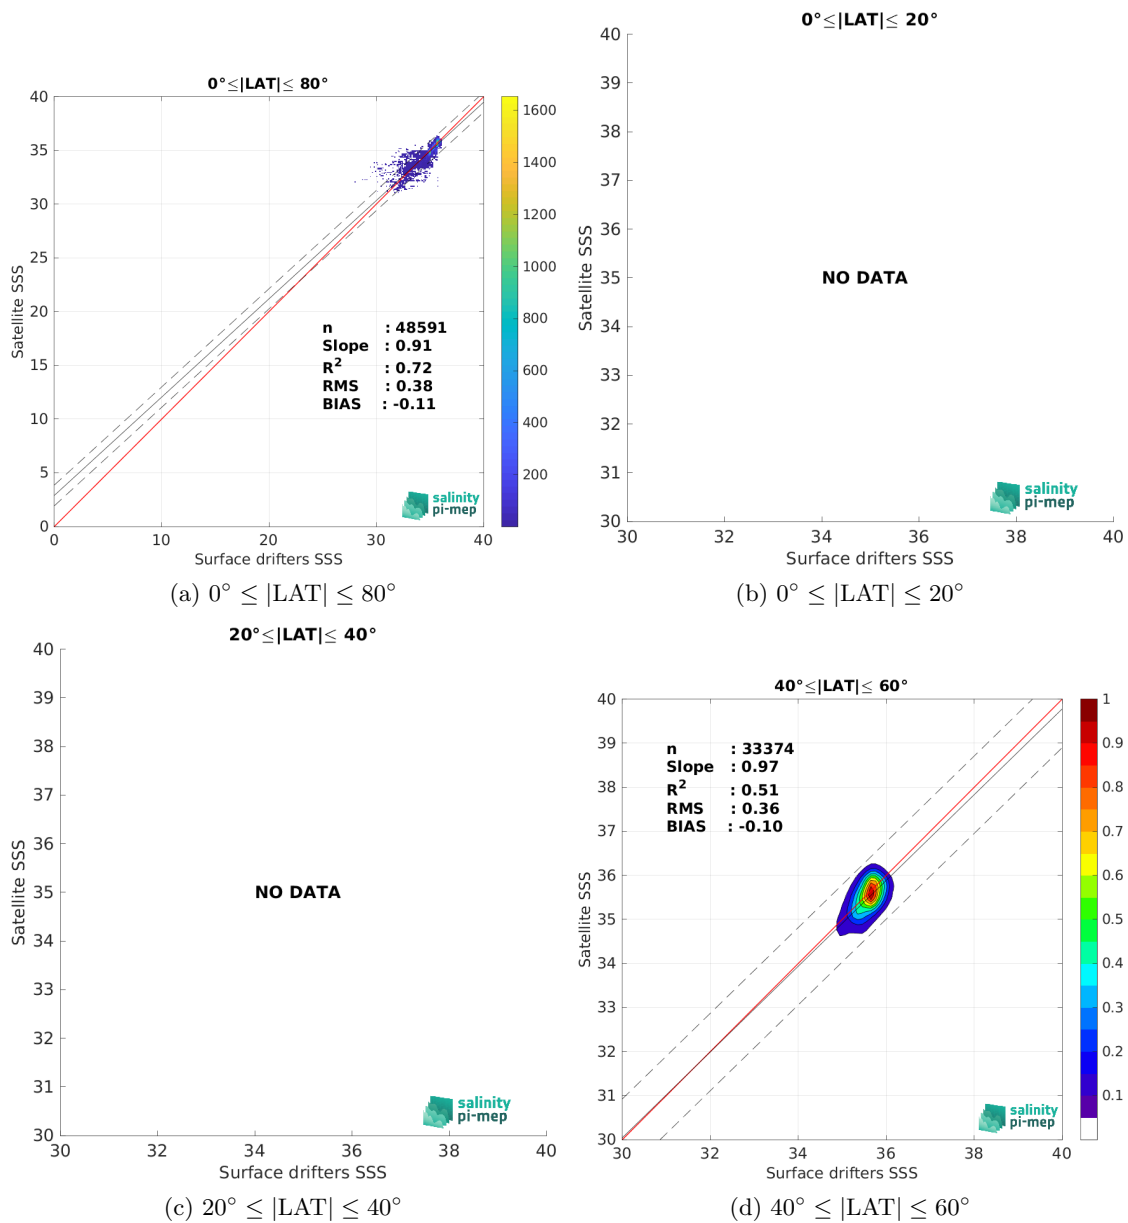 0°≤|LAT|≤ 80°
40
35
30
25
20
15
10
5
0
0
10
20
30
40
Satellite SSS
Surface drifters SSS
n : 48591
Slope : 0.91
R² : 0.72
RMS : 0.38
BIAS : -0.11
salinity
pi-mep
1600
1400
1200
1000
800
600
400
200
(a) 0° ≤ |LAT| ≤ 80°
0°≤|LAT|≤ 20°
40
39
38
37
36
35
34
33
32
31
30
30
32
34
36
38
40
Satellite SSS
Surface drifters SSS
NO DATA
salinity
pi-mep
(b) 0° ≤ |LAT| ≤ 20°
20°≤|LAT|≤ 40°
40
39
38
37
36
35
34
33
32
31
30
30
32
34
36
38
40
Satellite SSS
Surface drifters SSS
NO DATA
salinity
pi-mep
(c) 20° ≤ |LAT| ≤ 40°
40°≤|LAT|≤ 60°
40
39
38
37
36
35
34
33
32
31
30
30
32
34
36
38
40
Satellite SSS
Surface drifters SSS
n : 33374
Slope : 0.97
R² : 0.51
RMS : 0.36
BIAS : -0.10
salinity
pi-mep
1
0.9
0.8
0.7
0.6
0.5
0.4
0.3
0.2
0.1
(d) 40° ≤ |LAT| ≤ 60°